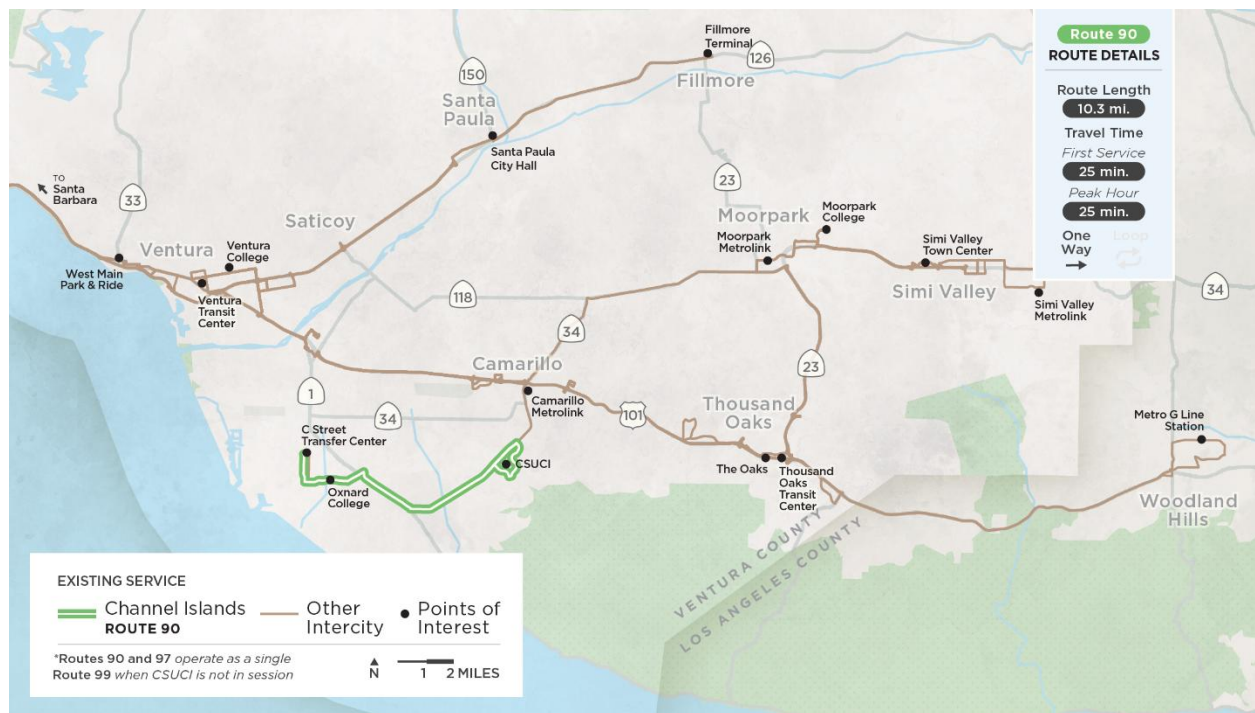 Route 90
ROUTE DETAILS
Route Length
10.3 mi.
Travel Time
First Service
25 min.
Peak Hour
25 min.
One
Way
Loop
Fillmore
Terminal
126
Fillmore
150
Santa
Paula
Santa Paula
City Hall
TO
Santa
Barbara
33
23
Saticoy
Moorpark
Moorpark
College
Ventura
Ventura
College
Moorpark
Metrolink
Simi Valley
Town Center
West Main
Park & Ride
Ventura
Transit
Center
118
Simi Valley
Simi Valley
Metrolink
34
34
Camarillo
23
1
Camarillo
Metrolink
34
101
Thousand
Oaks
Metro G Line
Station
C Street
Transfer Center
CSUCI
The Oaks
Thousand
Oaks
Transit
Center
Oxnard
College
Woodland
Hills
VENTURA COUNTY
LOS ANGELES COUNTY
EXISTING SERVICE
Channel Islands
ROUTE 90
Other
Intercity
Points of
Interest
*Routes 90 and 97 operate as a single
Route 99 when CSUCI is not in session
N
1 2 MILES